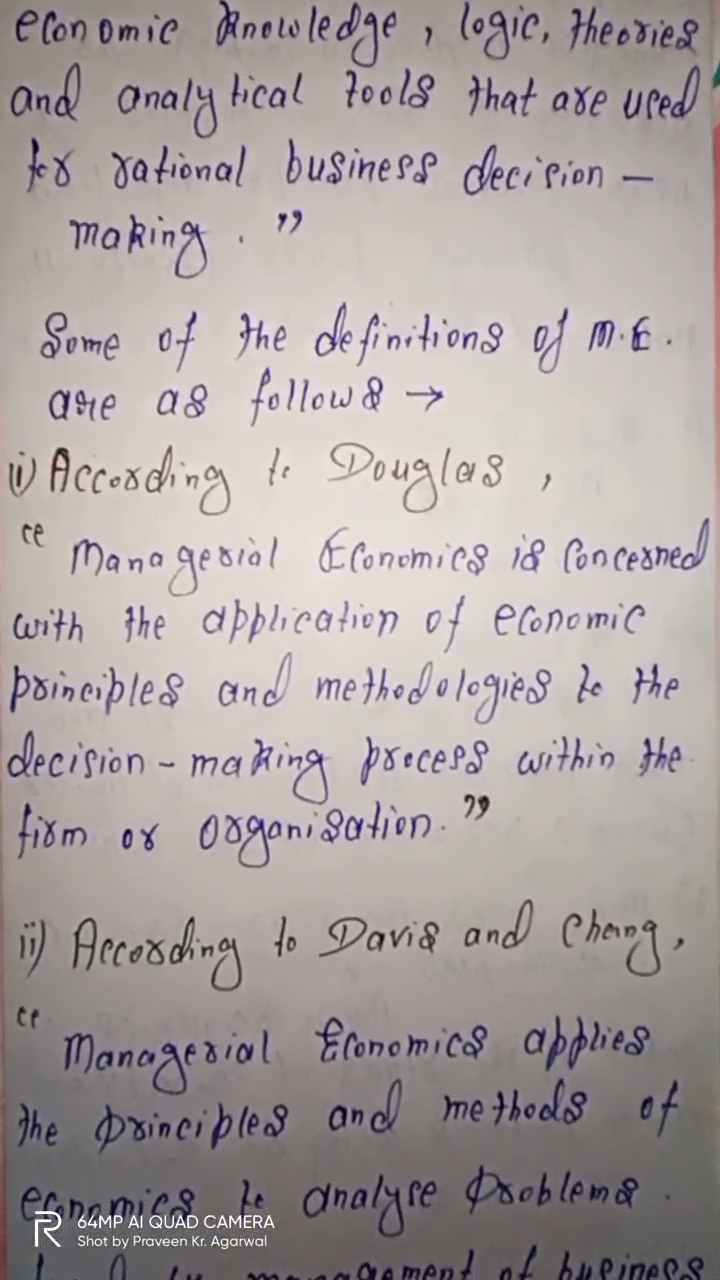 economic knowledge, logic, theories
and analytical tools that are used
for rational business decision -
making. ”
Some of the definitions of M.E.
are as follows →
i) According to Douglas,
“ Managerial Economics is Concerned
with the application of economic
principles and methodologies to the
decision - making process within the
firm or organisation. ”
ii) According to Davis and Chang,
“ Managerial Economics applies
the principles and methods of
economics to analyse problems.
64MP AI QUAD CAMERA
Shot by Praveen Kr. Agarwal
management of business